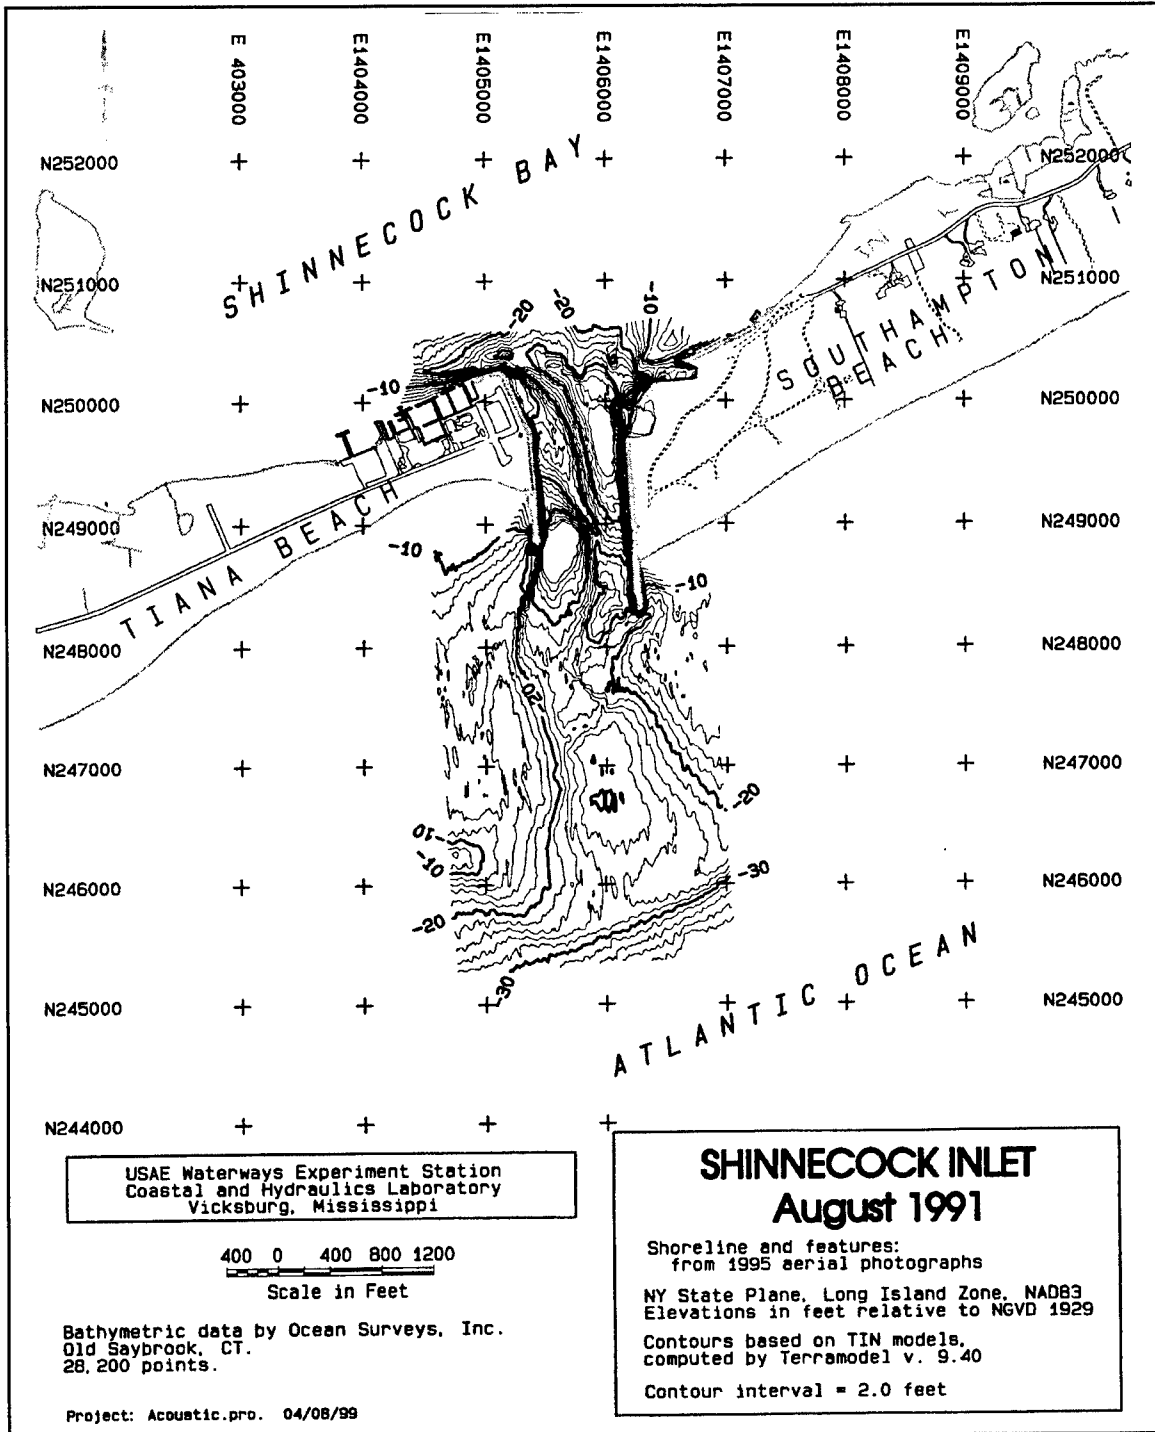 E 403000
E1404000
E1405000
E1406000
E1407000
E1408000
E1409000
N252000
N252000
SHINNECOCK BAY
N251000
N251000
-20
-20
-10
SOUTHAMPTON
BEACH
-10
N250000
N250000
N249000
N249000
TIANA BEACH
-10
-10
N248000
N248000
20
N247000
N247000
-20
-10
-10
N246000
-30
N246000
-20
-30
N245000
N245000
ATLANTIC OCEAN
N244000
USAE Waterways Experiment Station
Coastal and Hydraulics Laboratory
Vicksburg, Mississippi
400 0 400 800 1200
Scale in Feet
Bathymetric data by Ocean Surveys, Inc.
Old Saybrook, CT.
28,200 points.
Project: Acoustic.pro. 04/08/99
SHINNECOCK INLET
August 1991
Shoreline and features:
from 1995 aerial photographs
NY State Plane, Long Island Zone, NAD83
Elevations in feet relative to NGVD 1929
Contours based on TIN models,
computed by Terramodel v. 9.40
Contour interval = 2.0 feet